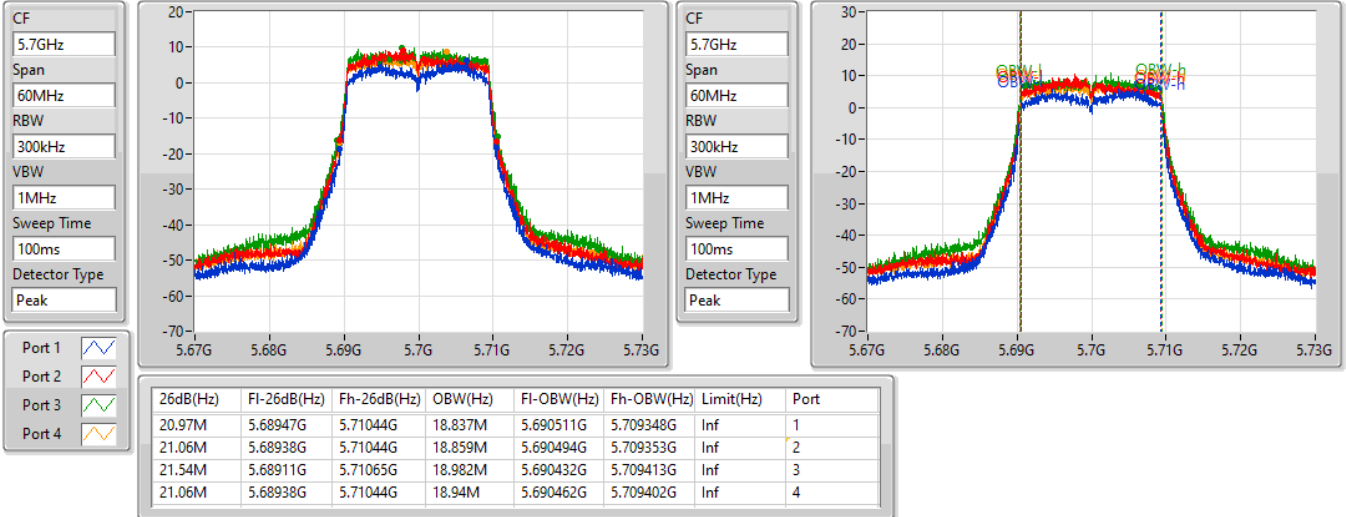 CF
5.7GHz
Span
60MHz
RBW
300kHz
VBW
1MHz
Sweep Time
100ms
Detector Type
Peak
20
10
0
-10
-20
-30
-40
-50
-60
-70
5.67G 5.68G 5.69G 5.7G 5.71G 5.72G 5.73G
CF
5.7GHz
Span
60MHz
RBW
300kHz
VBW
1MHz
Sweep Time
100ms
Detector Type
Peak
30
20
10
0
-10
-20
-30
-40
-50
-60
-70
OBW-l OBW-h
5.67G 5.68G 5.69G 5.7G 5.71G 5.72G 5.73G
Port 1
Port 2
Port 3
Port 4
26dB(Hz) Fl-26dB(Hz) Fh-26dB(Hz) OBW(Hz) Fl-OBW(Hz) Fh-OBW(Hz) Limit(Hz) Port
20.97M 5.68947G 5.71044G 18.837M 5.690511G 5.709348G Inf 1
21.06M 5.68938G 5.71044G 18.859M 5.690494G 5.709353G Inf 2
21.54M 5.68911G 5.71065G 18.982M 5.690432G 5.709413G Inf 3
21.06M 5.68938G 5.71044G 18.94M 5.690462G 5.709402G Inf 4